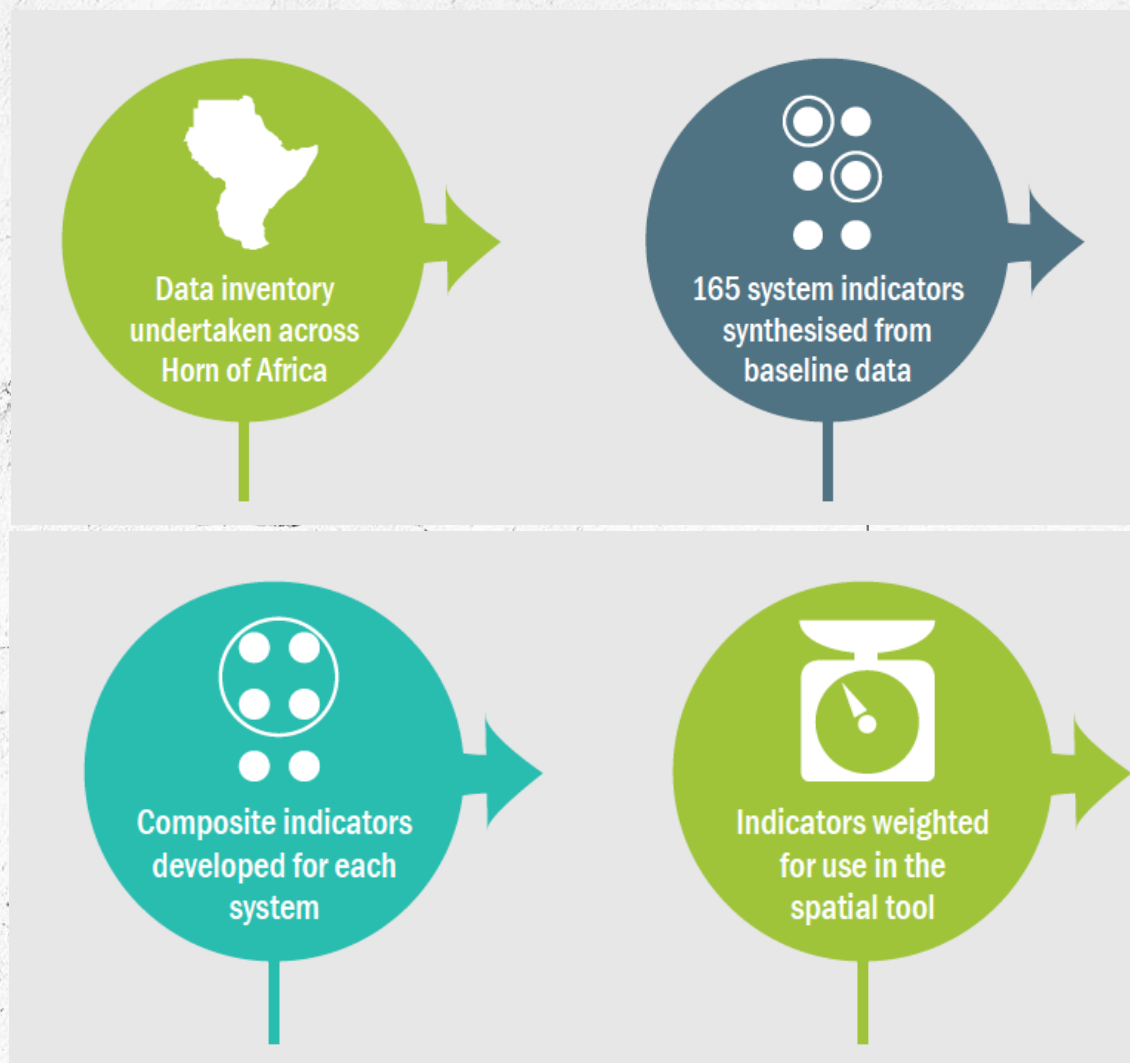 Data inventory
undertaken across
Horn of Africa
165 system indicators
synthesised from
baseline data
Composite indicators
developed for each
system
Indicators weighted
for use in the
spatial tool